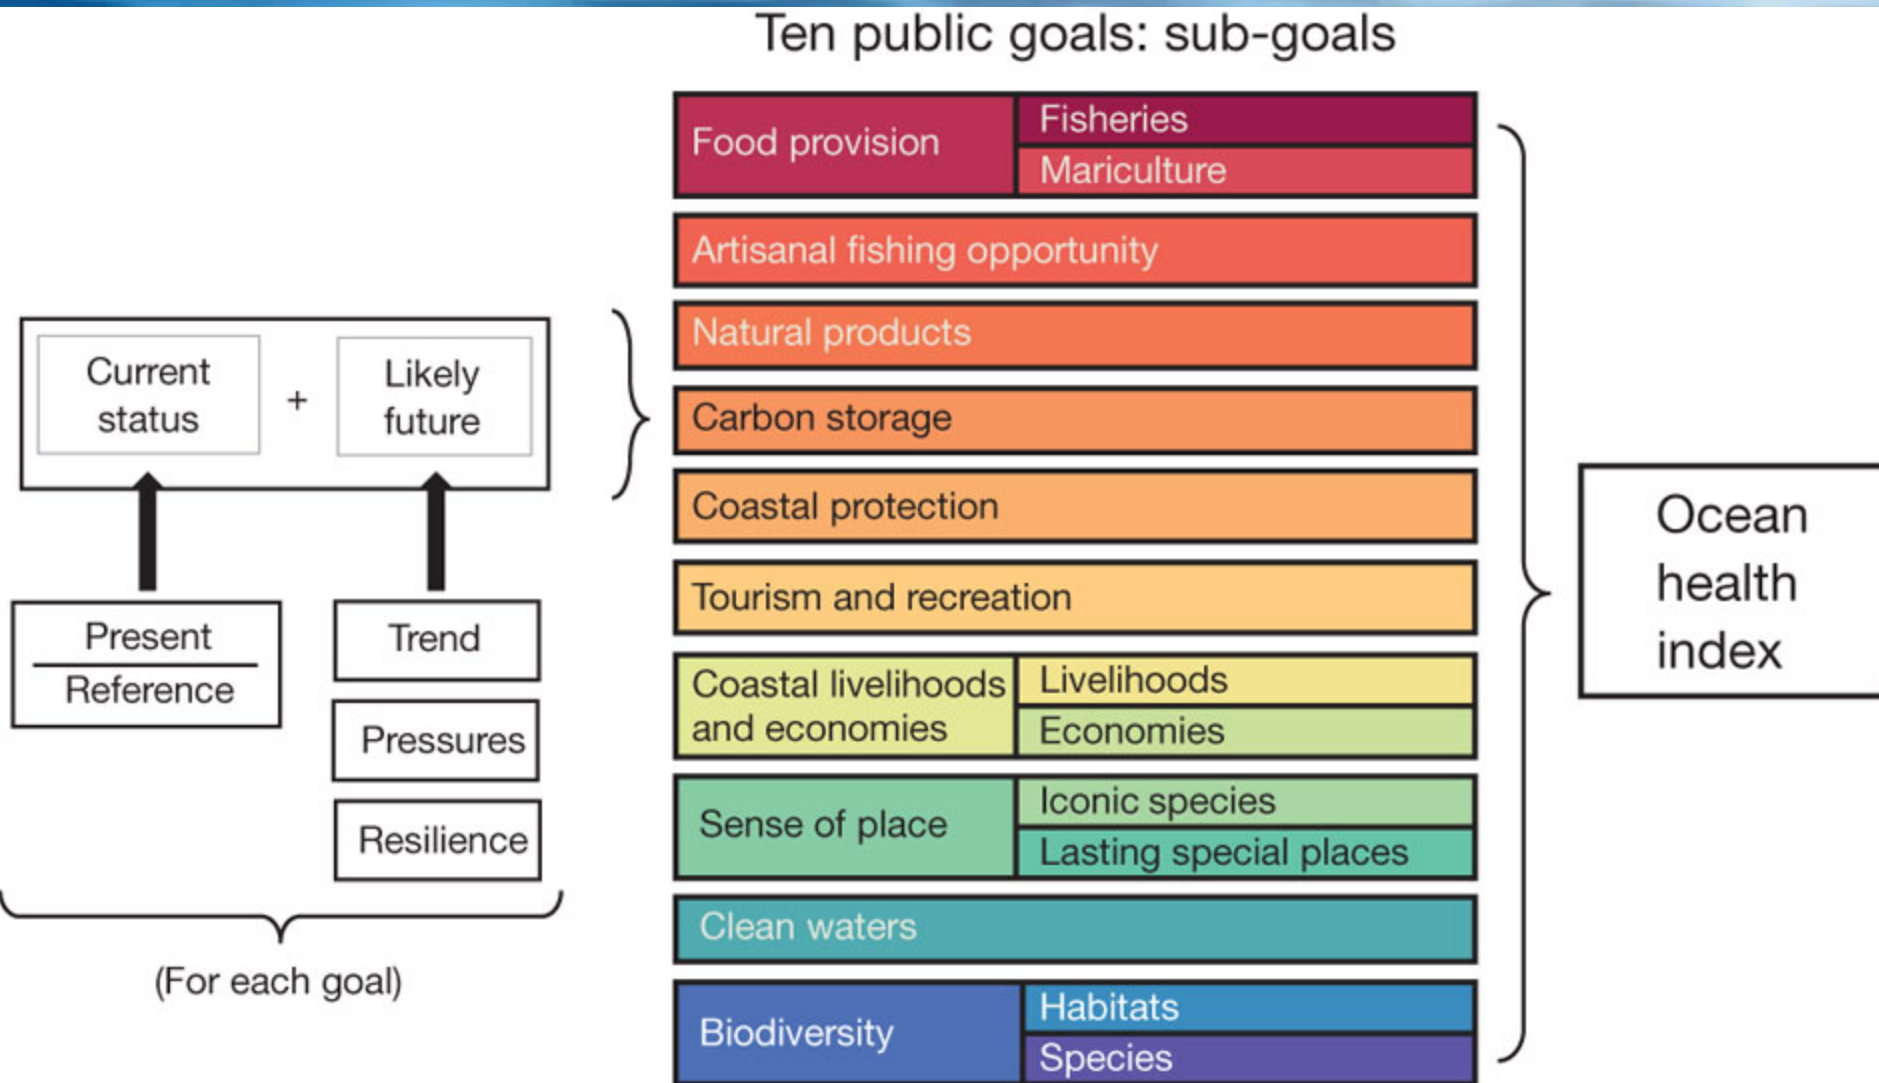 Ten public goals: sub-goals
Current
status
+
Likely
future
Present
Reference
Trend
Pressures
Resilience
(For each goal)
Food provision
Fisheries
Mariculture
Artisanal fishing opportunity
Natural products
Carbon storage
Coastal protection
Tourism and recreation
Coastal livelihoods
and economies
Livelihoods
Economies
Sense of place
Iconic species
Lasting special places
Clean waters
Biodiversity
Habitats
Species
Ocean
health
index